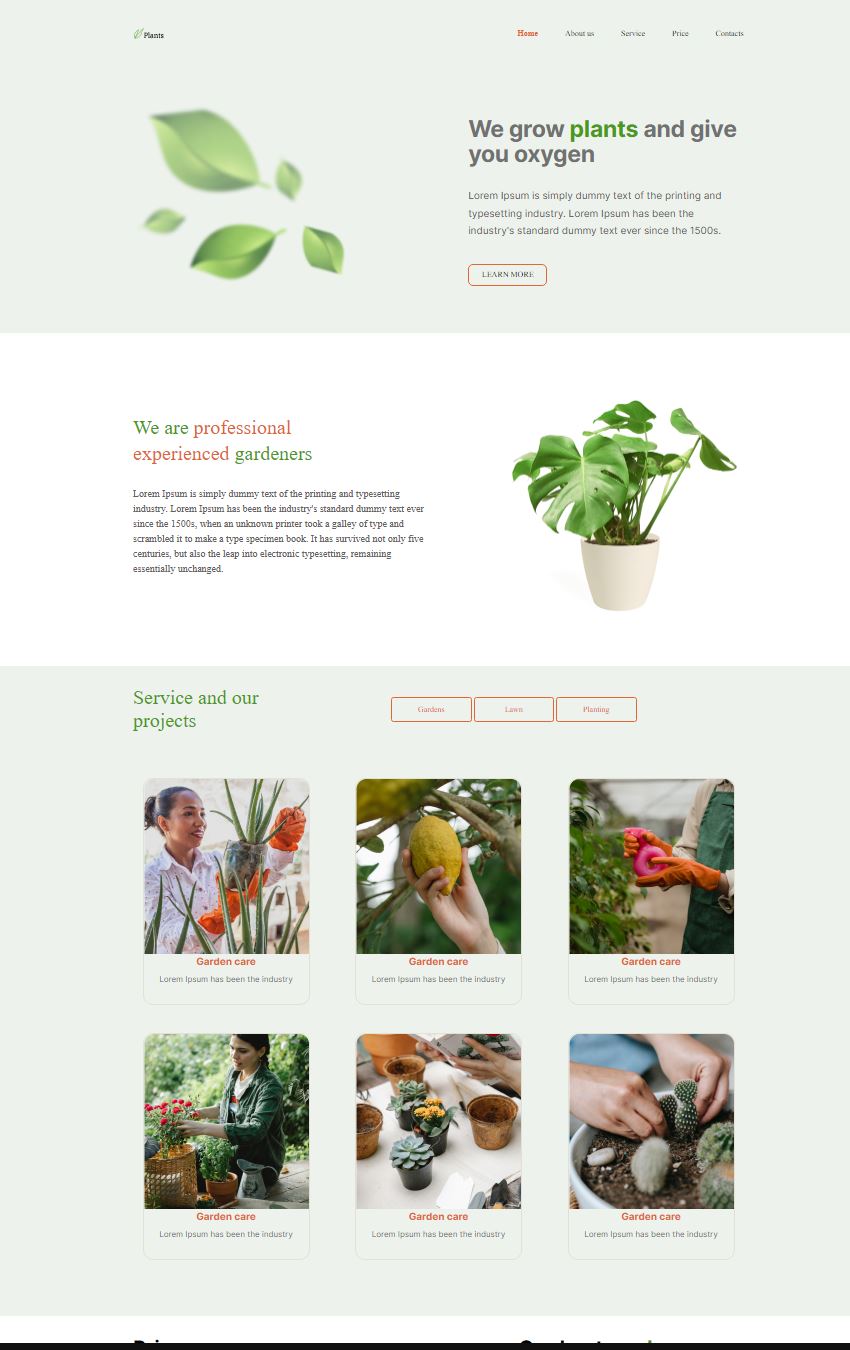 Plants
Home About us Service Price Contacts
We grow plants and give
you oxygen
Lorem Ipsum is simply dummy text of the printing and
typesetting industry. Lorem Ipsum has been the
industry's standard dummy text ever since the 1500s.
LEARN MORE
We are professional
experienced gardeners
Lorem Ipsum is simply dummy text of the printing and typesetting
industry. Lorem Ipsum has been the industry's standard dummy text ever
since the 1500s, when an unknown printer took a galley of type and
scrambled it to make a type specimen book. It has survived not only five
centuries, but also the leap into electronic typesetting, remaining
essentially unchanged.
Service and our
projects
Gardens Lawn Planting
Garden care
Lorem Ipsum has been the industry
Garden care
Lorem Ipsum has been the industry
Garden care
Lorem Ipsum has been the industry
Garden care
Lorem Ipsum has been the industry
Garden care
Lorem Ipsum has been the industry
Garden care
Lorem Ipsum has been the industry